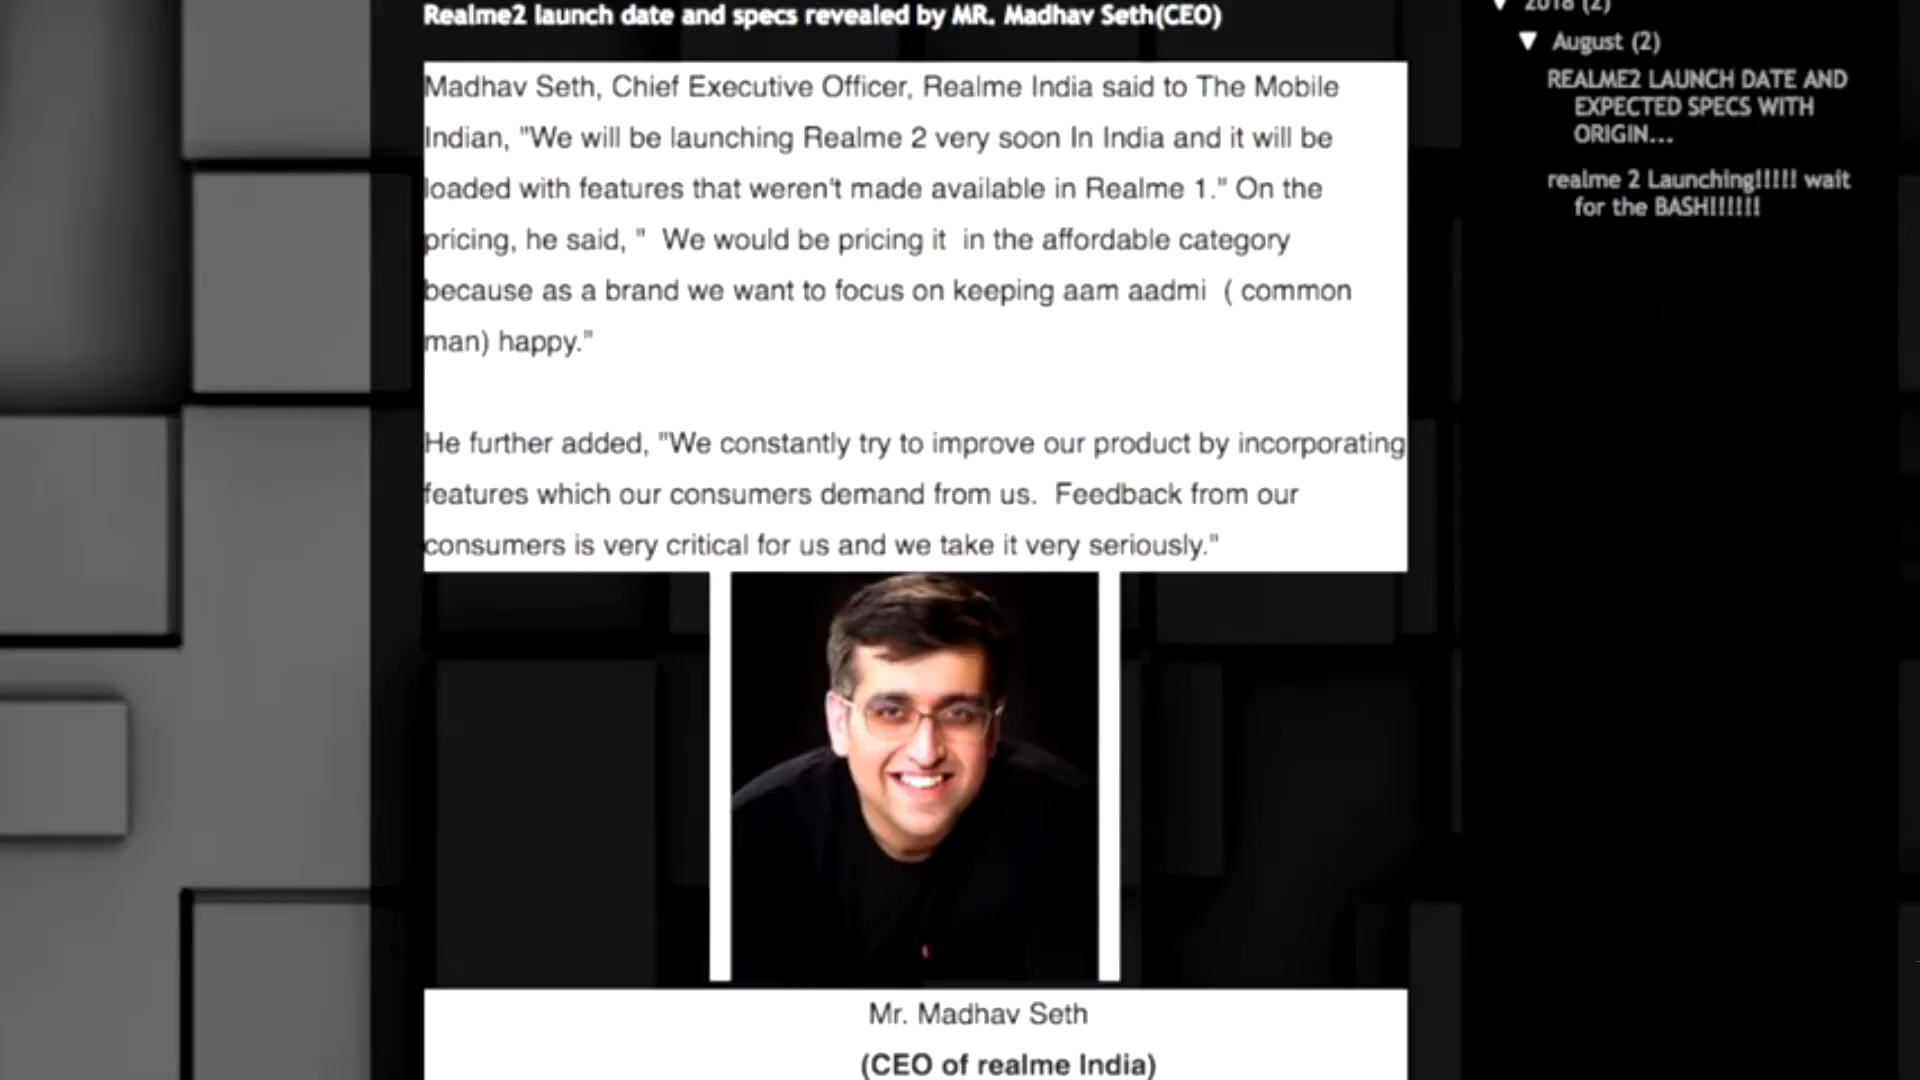 Realme2 launch date and specs revealed by MR. Madhav Seth(CEO)
Madhav Seth, Chief Executive Officer, Realme India said to The Mobile
Indian, "We will be launching Realme 2 very soon In India and it will be
loaded with features that weren't made available in Realme 1." On the
pricing, he said, "  We would be pricing it  in the affordable category
because as a brand we want to focus on keeping aam aadmi  ( common
man) happy."
He further added, "We constantly try to improve our product by incorporating
features which our consumers demand from us.  Feedback from our
consumers is very critical for us and we take it very seriously."
Mr. Madhav Seth
(CEO of realme India)
▼ 2018 (2)
▼ August (2)
REALME2 LAUNCH DATE AND
EXPECTED SPECS WITH
ORIGIN...
realme 2 Launching!!!!! wait
for the BASH!!!!!!